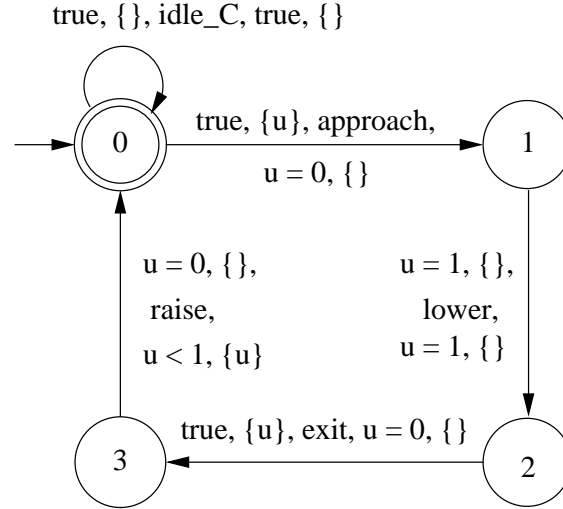 true, {}, idle_C, true, {}
0
true, {u}, approach,
u = 0, {}
1
u = 0, {},
raise,
u < 1, {u}
u = 1, {},
lower,
u = 1, {}
3
true, {u}, exit, u = 0, {}
2